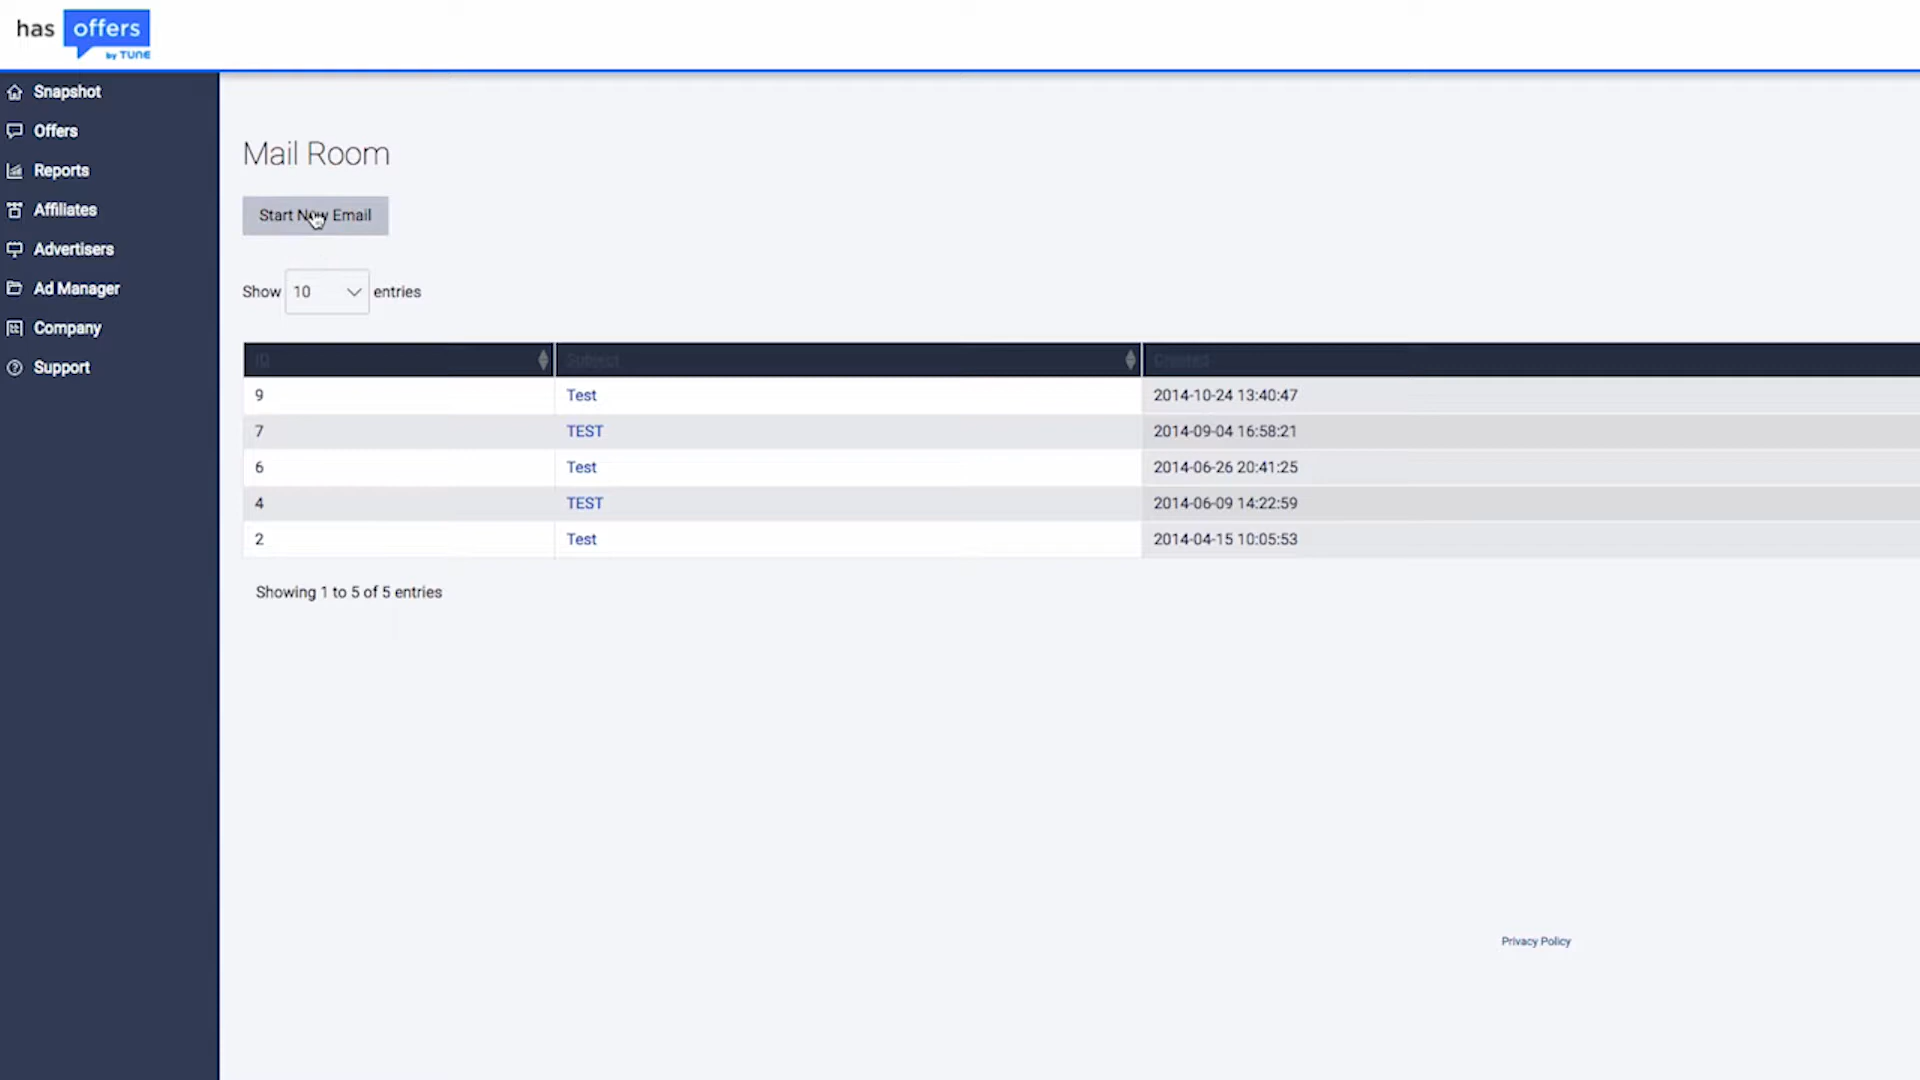 has offers
by TUNE
Snapshot
Offers
Reports
Affiliates
Advertisers
Ad Manager
Company
Support
Mail Room
Start New Email
Show 10 entries
ID Subject Created
9 Test 2014-10-24 13:40:47
7 TEST 2014-09-04 16:58:21
6 Test 2014-06-26 20:41:25
4 TEST 2014-06-09 14:22:59
2 Test 2014-04-15 10:05:53
Showing 1 to 5 of 5 entries
Privacy Policy